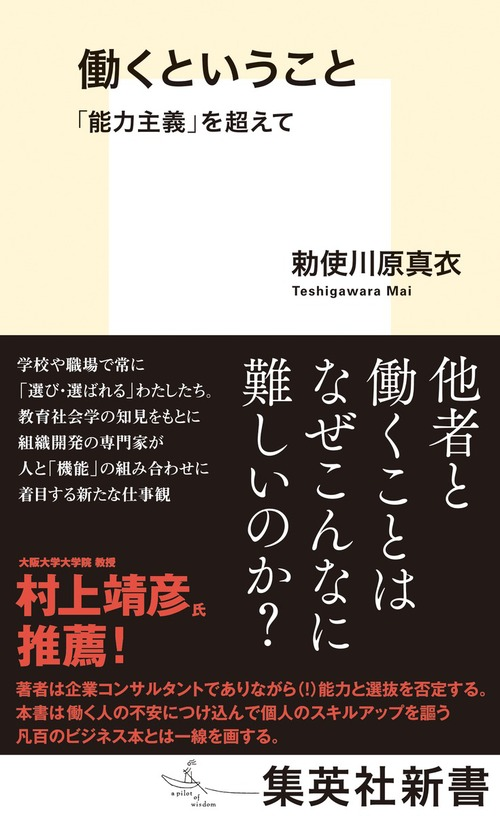 働くということ
「能力主義」を超えて
勅使川原真衣
Teshigawara Mai
他者と
働くことは
なぜこんなに
難しいのか?
学校や職場で常に
「選び・選ばれる」わたしたち。
教育社会学の知見をもとに
組織開発の専門家が
人と「機能」の組み合わせに
着目する新たな仕事観
大阪大学大学院 教授
村上靖彦氏
推薦!
著者は企業コンサルタントでありながら(!)能力と選抜を否定する。
本書は働く人の不安につけ込んで個人のスキルアップを謳う
凡百のビジネス本とは一線を画する。
a pilot
of
wisdom
集英社新書